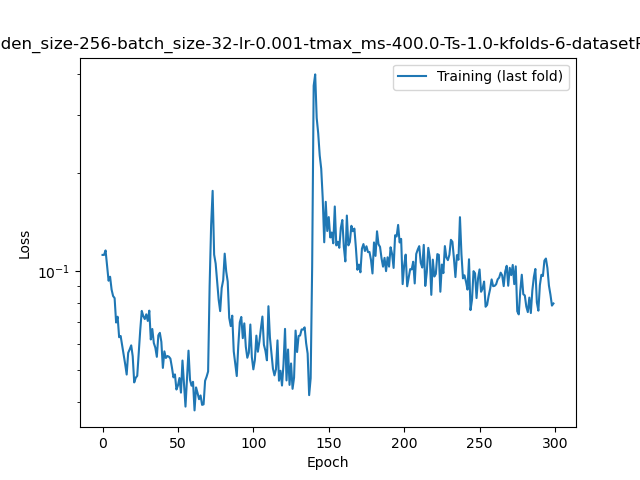 den_size-256-batch_size-32-lr-0.001-tmax_ms-400.0-Ts-1.0-kfolds-6-dataset
Training (last fold)
Loss
10⁻¹
0 50 100 150 200 250 300
Epoch